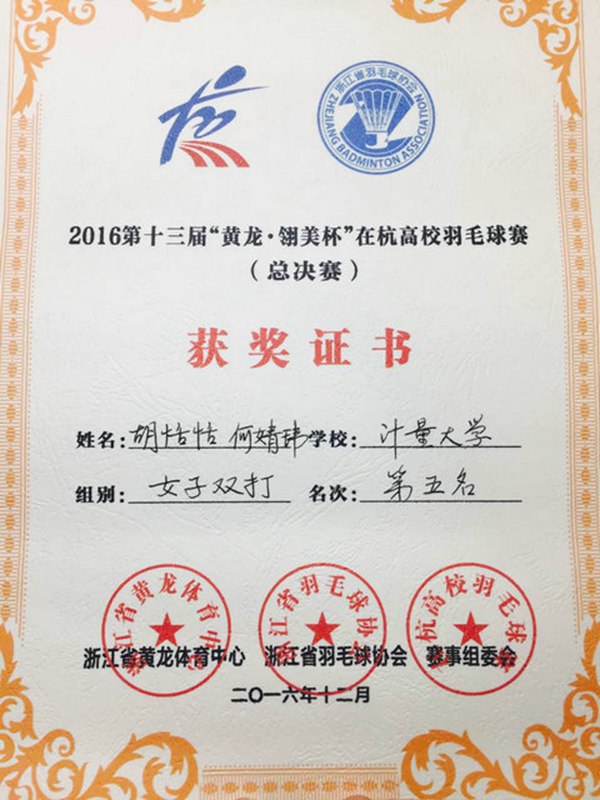 浙江省羽毛球协会
ZHEJIANG BADMINTON ASSOCIATION
2016第十三届“黄龙·翎美杯”在杭高校羽毛球赛
（总决赛）
获奖证书
姓名：胡恬恬 何婧玮 学校：计量大学
组别：女子双打 名次：第五名
浙江省黄龙体育中心
浙江省羽毛球协会
在杭高校羽毛球赛
浙江省黄龙体育中心 浙江省羽毛球协会 赛事组委会
二〇一六年十二月